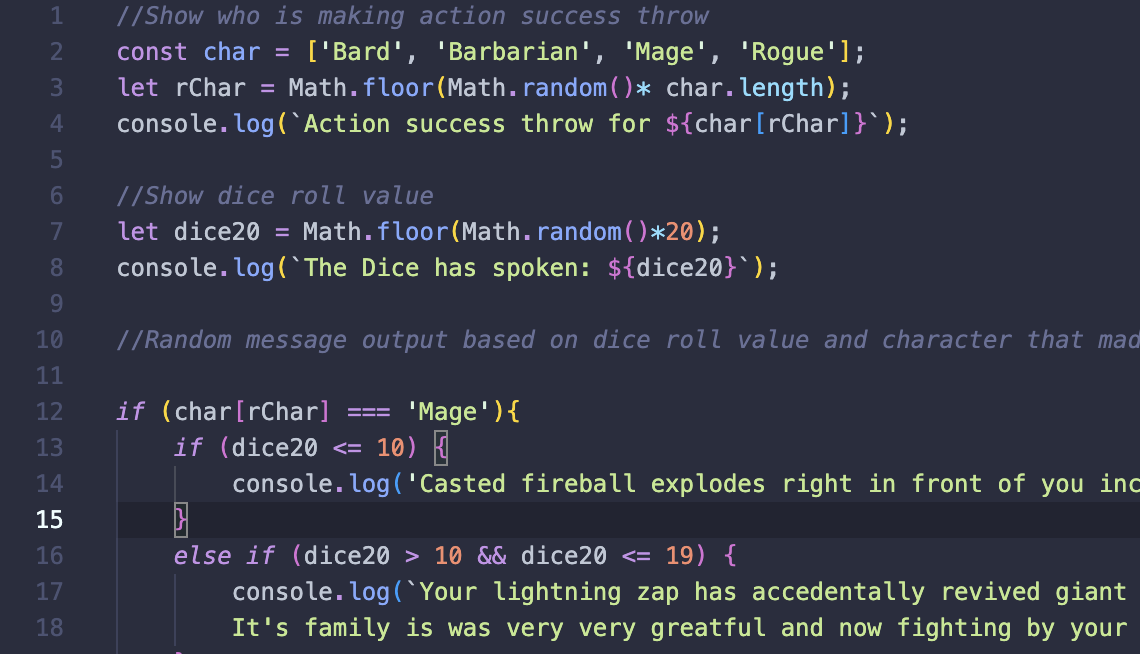 1 //Show who is making action success throw
2 const char = ['Bard', 'Barbarian', 'Mage', 'Rogue'];
3 let rChar = Math.floor(Math.random()* char.length);
4 console.log(`Action success throw for ${char[rChar]}`);
5
6 //Show dice roll value
7 let dice20 = Math.floor(Math.random()*20);
8 console.log(`The Dice has spoken: ${dice20}`);
9
10 //Random message output based on dice roll value and character that mad
11
12 if (char[rChar] === 'Mage'){
13 if (dice20 <= 10) {
14 console.log('Casted fireball explodes right in front of you inc
15 }
16 else if (dice20 > 10 && dice20 <= 19) {
17 console.log(`Your lightning zap has accedentally revived giant
18 It's family is was very very greatful and now fighting by your